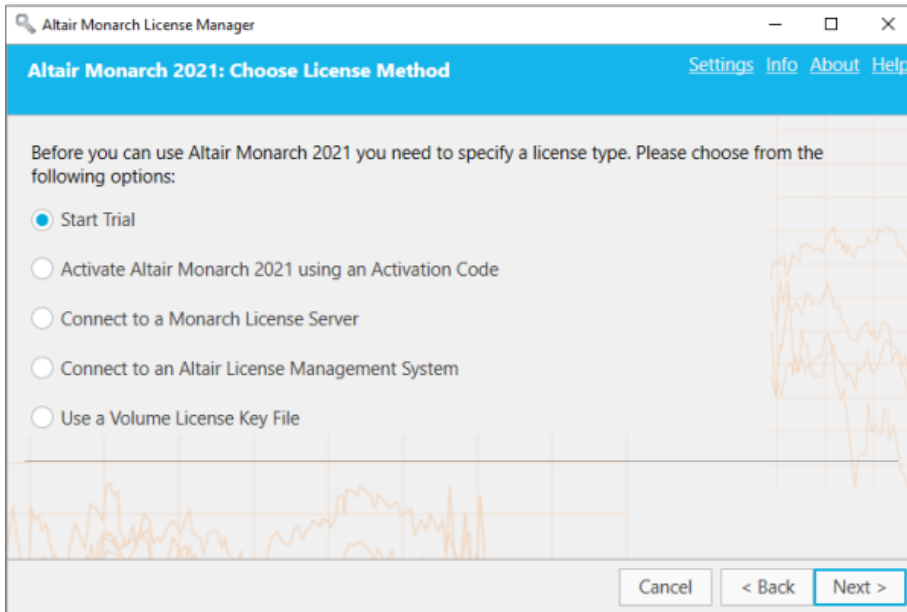 Altair Monarch License Manager
Altair Monarch 2021: Choose License Method
Settings Info About Help
Before you can use Altair Monarch 2021 you need to specify a license type. Please choose from the
following options:
Start Trial
Activate Altair Monarch 2021 using an Activation Code
Connect to a Monarch License Server
Connect to an Altair License Management System
Use a Volume License Key File
Cancel
< Back
Next >